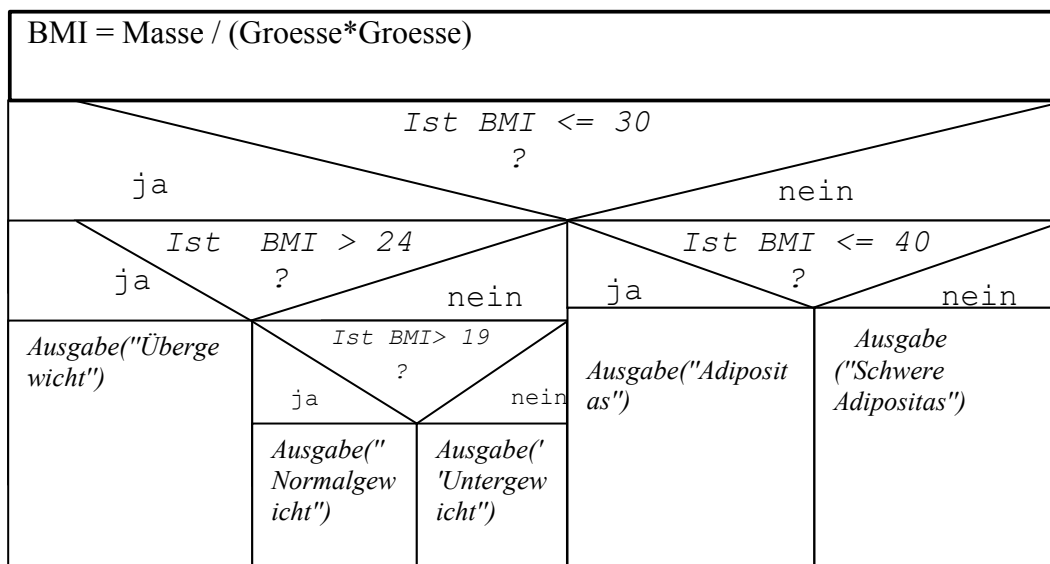 BMI = Masse / (Groesse*Groesse)
Ist BMI <= 30
?
ja
nein
Ist BMI > 24
?
ja
nein
Ist BMI <= 40
?
ja
nein
Ausgabe("Überge
wicht")
Ist BMI> 19
?
ja
nein
Ausgabe("
Normalgew
icht")
Ausgabe('
'Untergew
icht")
Ausgabe("Adiposit
as")
Ausgabe
("Schwere
Adipositas")